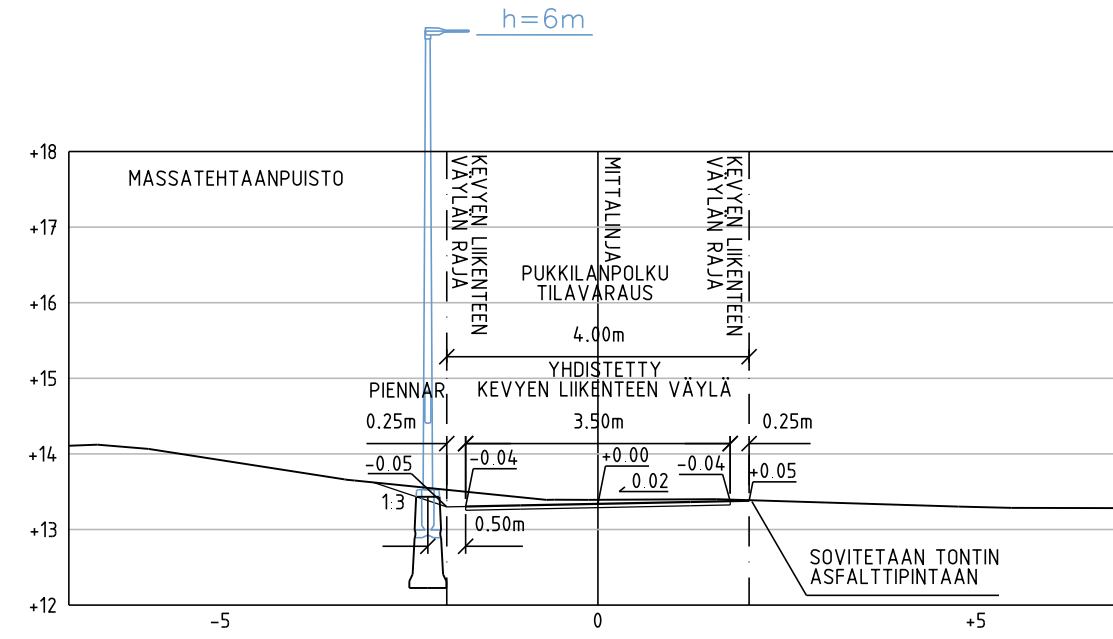 h=6m
+18
MASSATEHTAANPUISTO
KEVYEN LIIKENTEEN
VÄYLÄN RAJA
MITTALINJA
KEVYEN LIIKENTEEN
VÄYLÄN RAJA
+17
PUKKILANPOLKU
TILAVARAUS
+16
4.00m
+15
YHDISTETTY
KEVYEN LIIKENTEEN VÄYLÄ
PIENNAR
0.25m
3.50m
0.25m
+14
-0.05
-0.04
+0.00
-0.04
+0.05
0.02
1:3
0.50m
+13
SOVITETAAN TONTIN
ASFALTTIPINTAAN
+12
-5
0
+5